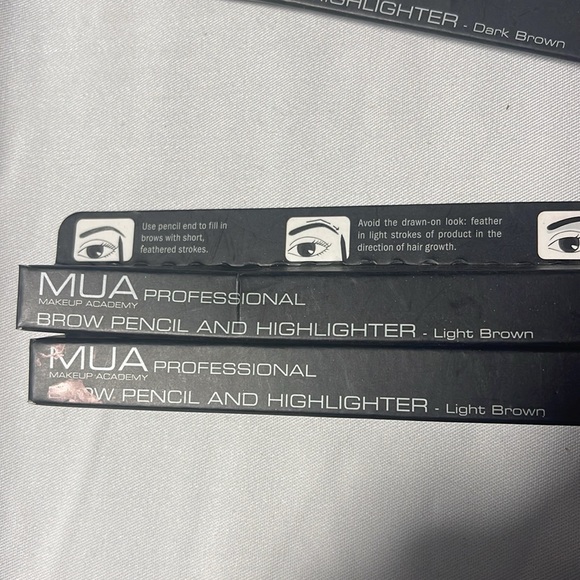 HIGHLIGHTER - Dark Brown
Use pencil end to fill in
brows with short,
feathered strokes.
Avoid the drawn-on look: feather
in light strokes of product in the
direction of hair growth.
MUA PROFESSIONAL
MAKEUP ACADEMY
BROW PENCIL AND HIGHLIGHTER - Light Brown
MUA PROFESSIONAL
MAKEUP ACADEMY
BROW PENCIL AND HIGHLIGHTER - Light Brown